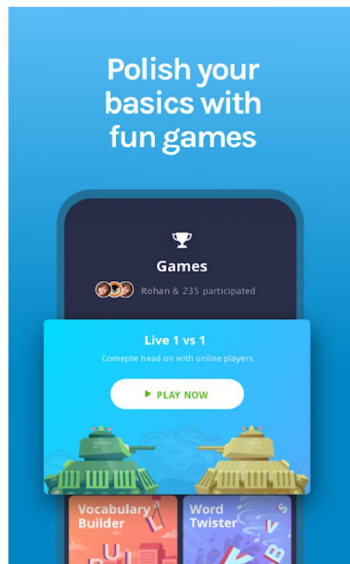 Polish your
basics with
fun games
Games
Rohan & 235 participated
Live 1 vs 1
Comepte head on with online players
PLAY NOW
Vocabulary
Builder
Word
Twister